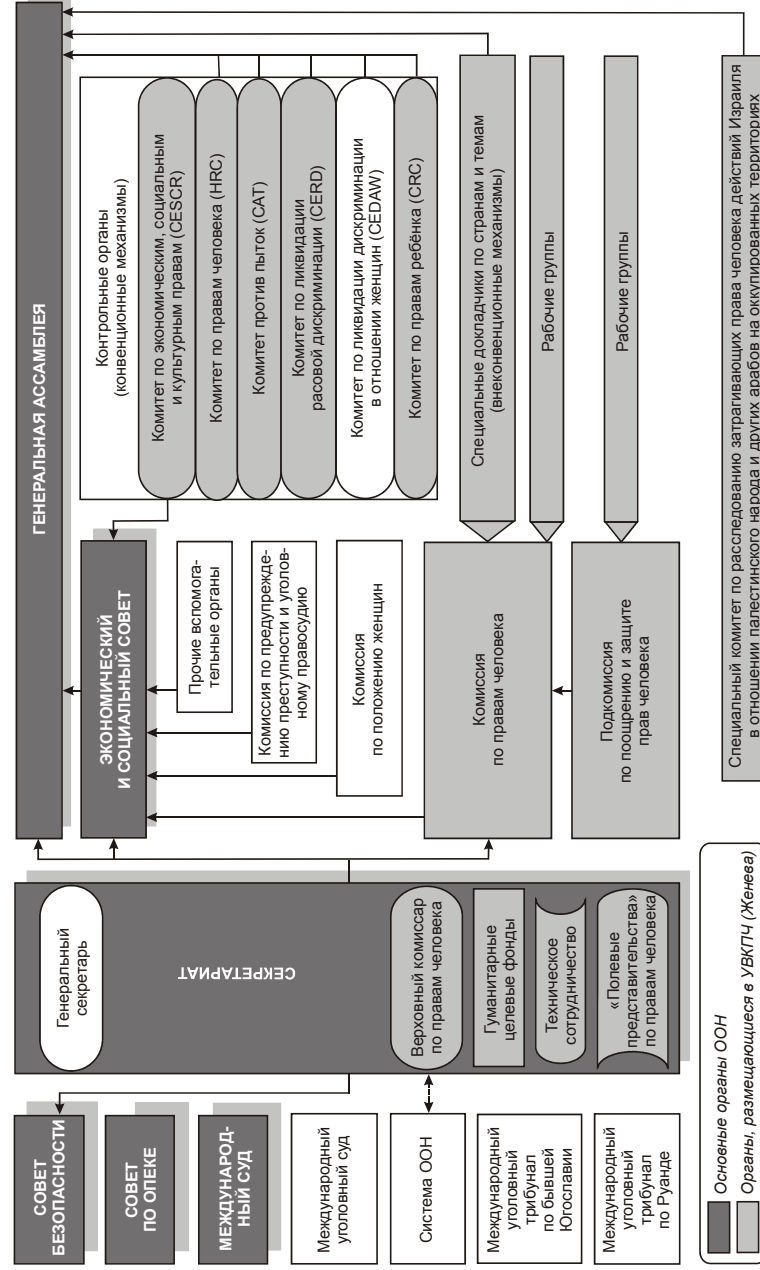 ГЕНЕРАЛЬНАЯ АССАМБЛЕЯ
СОВЕТ
БЕЗОПАСНОСТИ
СОВЕТ
ПО ОПЕКЕ
МЕЖДУНАРОД-
НЫЙ СУД
Международный
уголовный суд
Система ООН
Международный
уголовный
трибунал
по бывшей
Югославии
Международный
уголовный
трибунал
по Руанде
СЕКРЕТАРИАТ
Генеральный
секретарь
Верховный комиссар
по правам человека
Гуманитарные
целевые фонды
Техническое
сотрудничество
«Полевые
представительства»
по правам человека
ЭКОНОМИЧЕСКИЙ
И СОЦИАЛЬНЫЙ СОВЕТ
Прочие вспомога-
тельные органы
Комиссия по предупрежде-
нию преступности и уголов-
ному правосудию
Комиссия
по положению женщин
Комиссия
по правам человека
Подкомиссия
по поощрению и защите
прав человека
Контрольные органы
(конвенционные механизмы)
Комитет по экономическим, социальным
и культурным правам (CESCR)
Комитет по правам человека (HRC)
Комитет против пыток (CAT)
Комитет по ликвидации
расовой дискриминации (CERD)
Комитет по ликвидации дискриминации
в отношении женщин (CEDAW)
Комитет по правам ребёнка (CRC)
Специальные докладчики по странам и темам
(внеконвенционные механизмы)
Рабочие группы
Рабочие группы
Специальный комитет по расследованию затрагивающих права человека действий Израиля
в отношении палестинского народа и других арабов на оккупированных территориях
Основные органы ООН
Органы, размещающиеся в УВКПЧ (Женева)